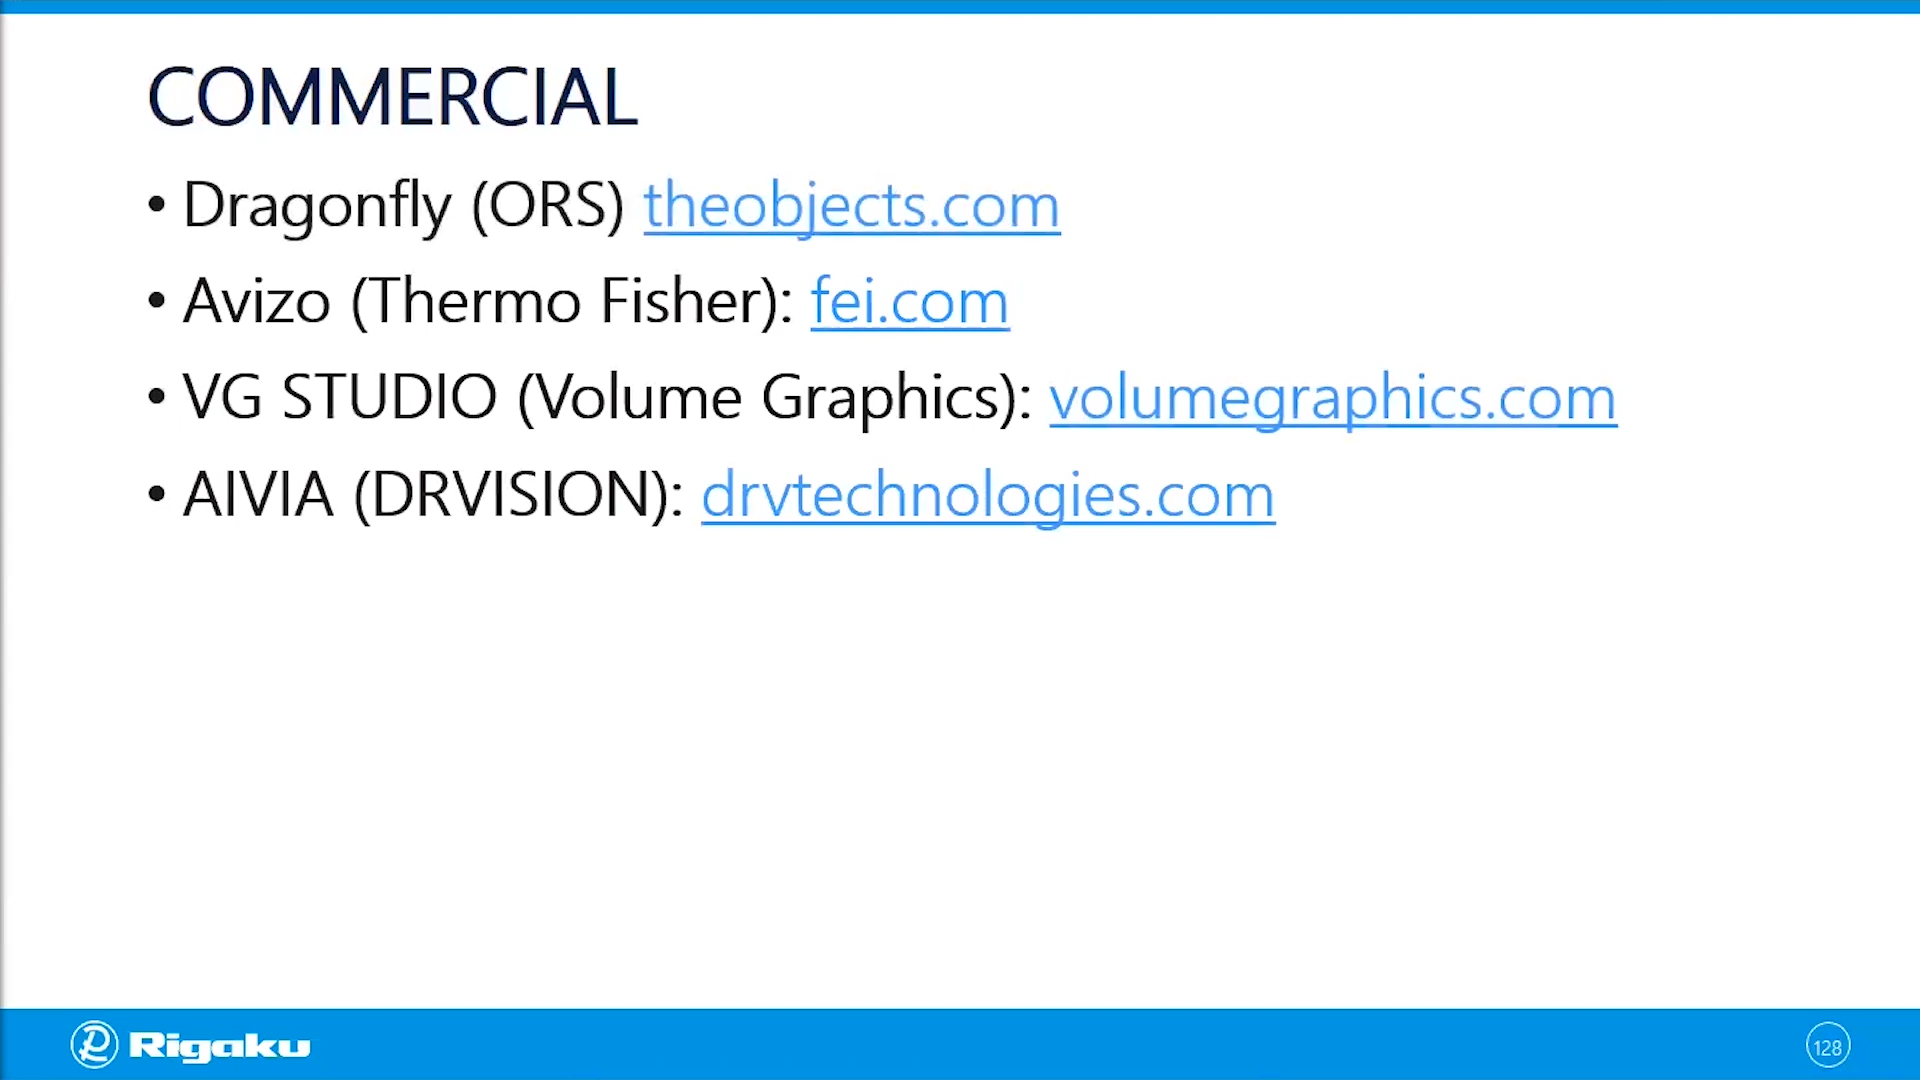 COMMERCIAL
• Dragonfly (ORS) theobjects.com
• Avizo (Thermo Fisher): fei.com
• VG STUDIO (Volume Graphics): volumegraphics.com
• AIVIA (DRVISION): drvtechnologies.com
Rigaku
128